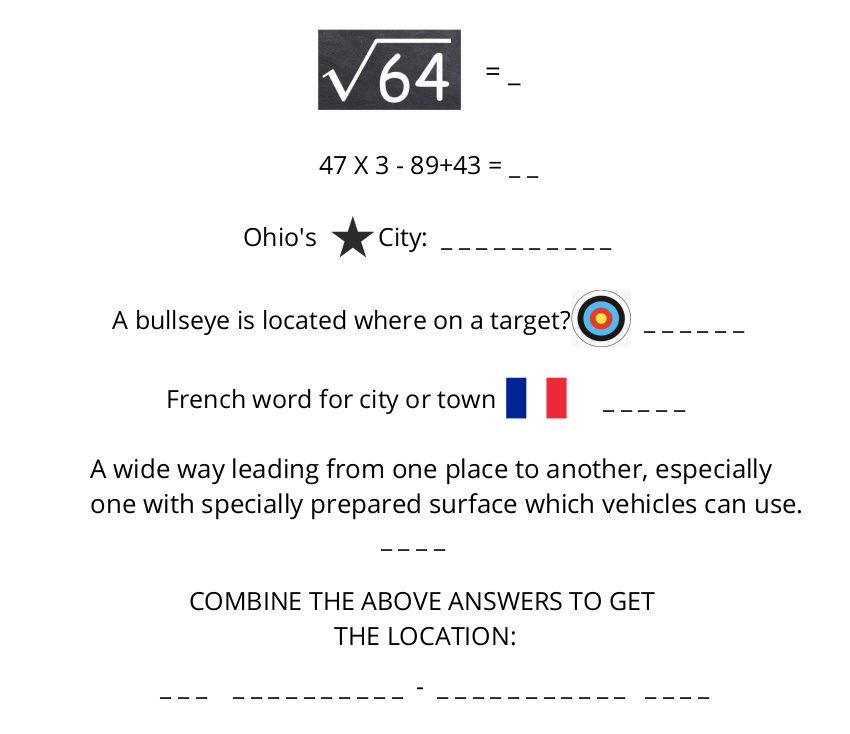 √64 = _
47 X 3 - 89+43 = _ _
Ohio's ★ City: _ _ _ _ _ _ _ _ _ _
A bullseye is located where on a target? _ _ _ _ _ _
French word for city or town _ _ _ _ _
A wide way leading from one place to another, especially
one with specially prepared surface which vehicles can use.
_ _ _ _
COMBINE THE ABOVE ANSWERS TO GET
THE LOCATION:
_ _ _ _ _ _ _ _ _ _ _ _ _ - _ _ _ _ _ _ _ _ _ _ _ _ _ _ _